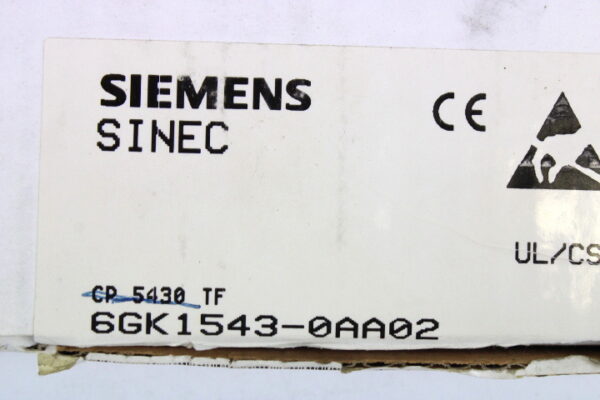 SIEMENS
SINEC
CE
UL/CS
CP 5430 TF
6GK1543-0AA02